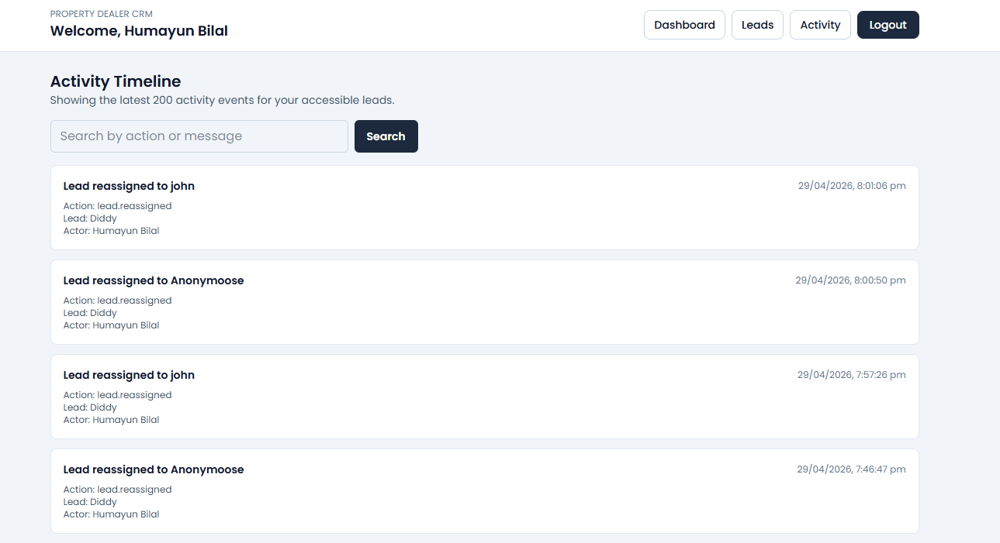 PROPERTY DEALER CRM
Welcome, Humayun Bilal
Dashboard
Leads
Activity
Logout
Activity Timeline
Showing the latest 200 activity events for your accessible leads.
Search by action or message
Search
Lead reassigned to john
29/04/2026, 8:01:06 pm
Action: lead.reassigned
Lead: Diddy
Actor: Humayun Bilal
Lead reassigned to Anonymoose
29/04/2026, 8:00:50 pm
Action: lead.reassigned
Lead: Diddy
Actor: Humayun Bilal
Lead reassigned to john
29/04/2026, 7:57:26 pm
Action: lead.reassigned
Lead: Diddy
Actor: Humayun Bilal
Lead reassigned to Anonymoose
29/04/2026, 7:46:47 pm
Action: lead.reassigned
Lead: Diddy
Actor: Humayun Bilal